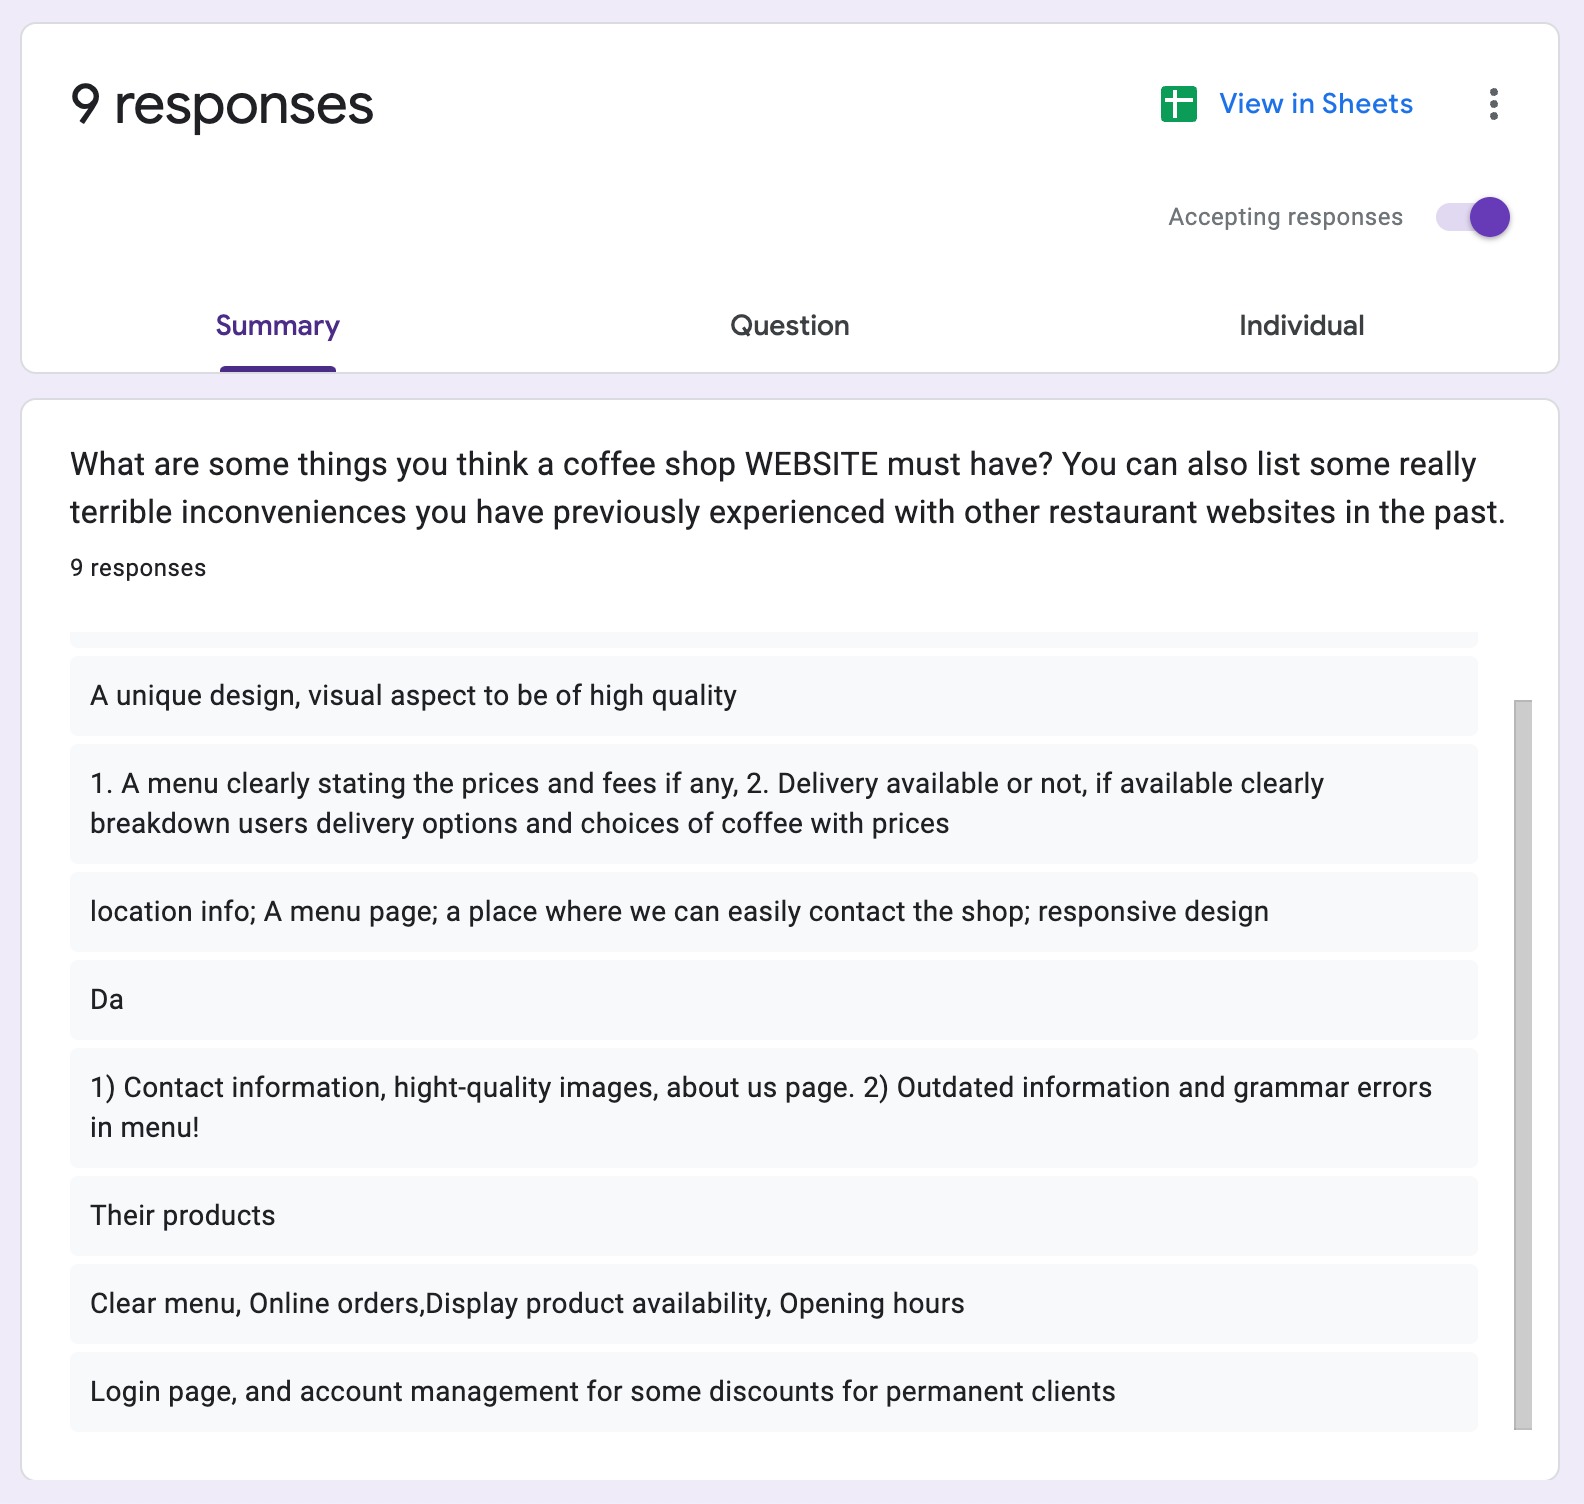 9 responses
View in Sheets
Accepting responses
Summary
Question
Individual
What are some things you think a coffee shop WEBSITE must have? You can also list some really
terrible inconveniences you have previously experienced with other restaurant websites in the past.
9 responses
A unique design, visual aspect to be of high quality
1. A menu clearly stating the prices and fees if any, 2. Delivery available or not, if available clearly
breakdown users delivery options and choices of coffee with prices
location info; A menu page; a place where we can easily contact the shop; responsive design
Da
1) Contact information, hight-quality images, about us page. 2) Outdated information and grammar errors
in menu!
Their products
Clear menu, Online orders,Display product availability, Opening hours
Login page, and account management for some discounts for permanent clients